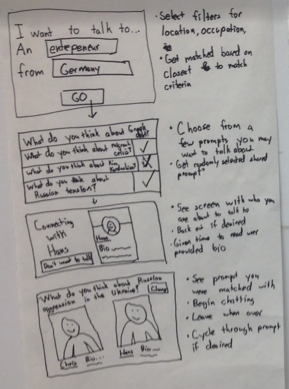 I want to talk to...
An entepeneur
from Germany
GO
• Select filters for
location, occupation,
• Get matched based on
closest to match
criteria
What do you think about
What do you think about
crisis?
What do you think about Kim
What do you think about
Russian tension?
• Choose from a
few prompts you may
want to talk about
• Get randomly selected shared
prompt
Connecting
with
Hans
Don't want to talk
Hans
Bio
• See screen with who you
are about to talk to
• Back out if desired
• Given time to read over
provided bio
What do you think about Russian
aggression in the Ukraine?
Change
Chris Bio...
Hans Bio...
• See prompt you
were matched with
• Begin chatting
• Leave when over
• Cycle through prompt
if desired